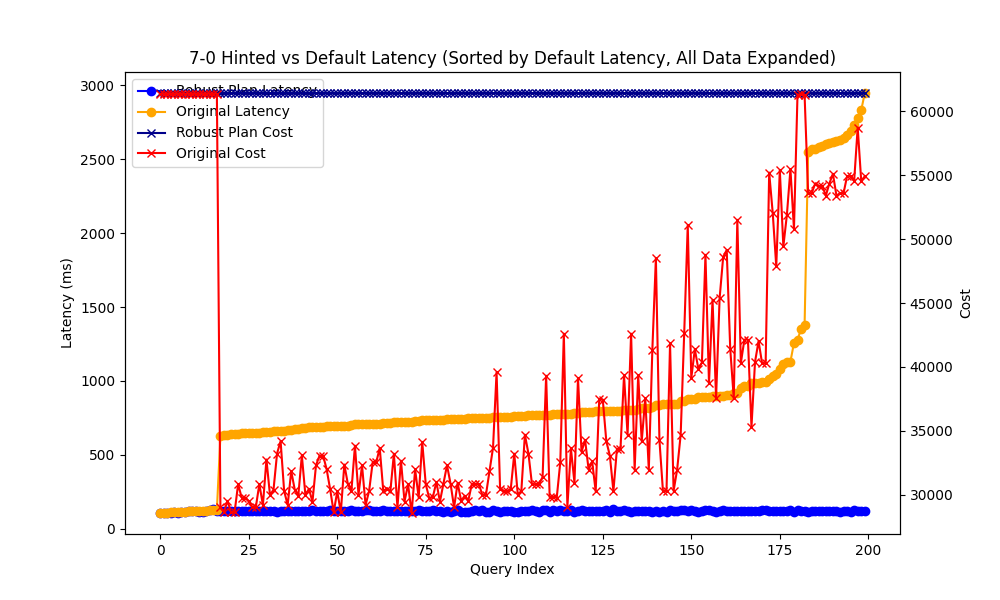 7-0 Hinted vs Default Latency (Sorted by Default Latency, All Data Expanded)
Robust Plan Latency
Original Latency
Robust Plan Cost
Original Cost
Latency (ms)
3000
2500
2000
1500
1000
500
0
60000
55000
50000
45000
40000
35000
30000
Cost
0 25 50 75 100 125 150 175 200
Query Index